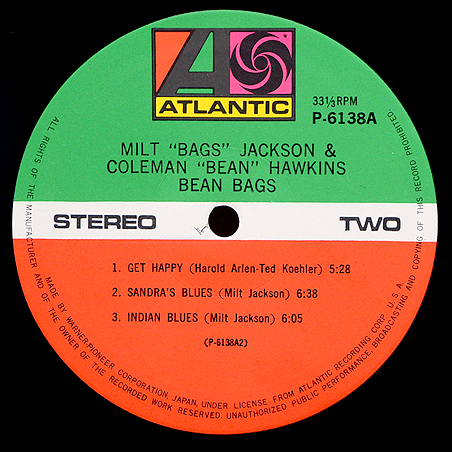 ATLANTIC
33⅓RPM
P-6138A
MILT "BAGS" JACKSON &
COLEMAN "BEAN" HAWKINS
BEAN BAGS
STEREO
TWO
1. GET HAPPY (Harold Arlen-Ted Koehler) 5:28
2. SANDRA'S BLUES (Milt Jackson) 6:38
3. INDIAN BLUES (Milt Jackson) 6:05
(P-6138A2)
ALL RIGHTS OF THE MANUFACTURER AND OF THE OWNER OF THE RECORDED WORK RESERVED. UNAUTHORIZED PUBLIC PERFORMANCE, BROADCASTING AND COPYING OF THIS RECORD PROHIBITED.
MADE BY WARNER-PIONEER CORPORATION JAPAN, UNDER LICENSE FROM ATLANTIC RECORDING CORP. U.S.A.